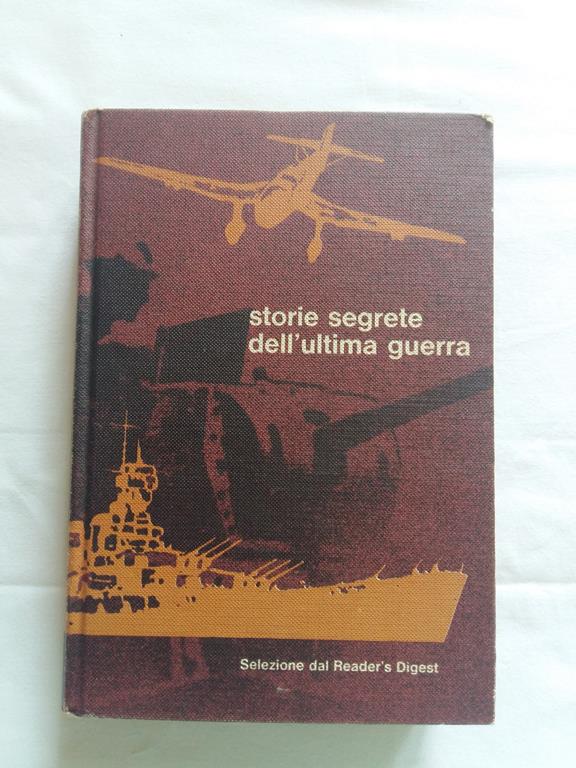 storie segrete
dell'ultima guerra
Selezione dal Reader's Digest